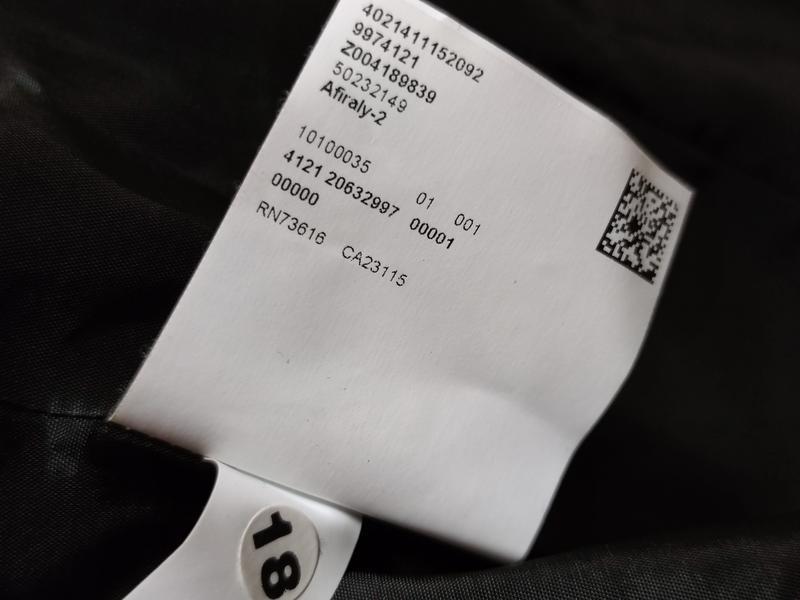 4021411152092
9974121
Z004189839
50232149
Afiraly-2
10100035 01 001
4121 20632997 00001
00000
RN73616 CA23115
18